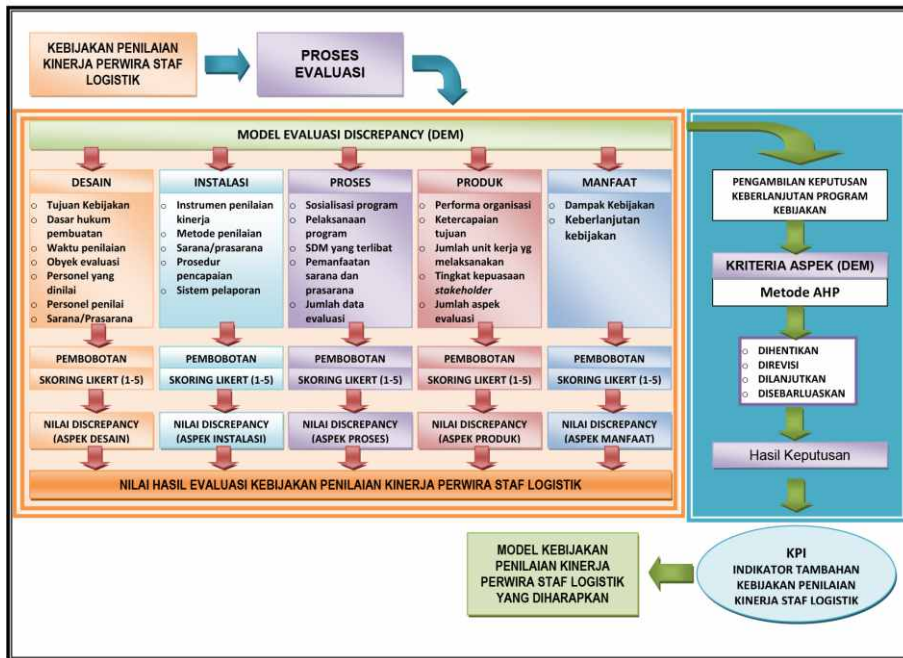 KEBIJAKAN PENILAIAN
KINERJA PERWIRA STAF
LOGISTIK
PROSES
EVALUASI
MODEL EVALUASI DISCREPANCY (DEM)
DESAIN
o Tujuan Kebijakan
o Dasar hukum
pembuatan
o Waktu penilaian
o Obyek evaluasi
o Personel yang
dinilai
o Personel penilai
o Sarana/Prasarana
INSTALASI
o Instrumen penilaian
kinerja
o Metode penilaian
o Sarana/prasarana
o Prosedur
pencapaian
o Sistem pelaporan
PROSES
o Sosialisasi program
o Pelaksanaan
program
o SDM yang terlibat
o Pemanfaatan
sarana dan
prasarana
o Jumlah data
evaluasi
PRODUK
o Performa organisasi
o Ketercapaian
tujuan
o Jumlah unit kerja yg
melaksanakan
o Tingkat kepuasaan
stakeholder
o Jumlah aspek
evaluasi
MANFAAT
o Dampak Kebijakan
o Keberlanjutan
kebijakan
PEMBOBOTAN
SKORING LIKERT (1-5)
PEMBOBOTAN
SKORING LIKERT (1-5)
PEMBOBOTAN
SKORING LIKERT (1-5)
PEMBOBOTAN
SKORING LIKERT (1-5)
PEMBOBOTAN
SKORING LIKERT (1-5)
NILAI DISCREPANCY
(ASPEK DESAIN)
NILAI DISCREPANCY
(ASPEK INSTALASI)
NILAI DISCREPANCY
(ASPEK PROSES)
NILAI DISCREPANCY
(ASPEK PRODUK)
NILAI DISCREPANCY
(ASPEK MANFAAT)
NILAI HASIL EVALUASI KEBIJAKAN PENILAIAN KINERJA PERWIRA STAF LOGISTIK
PENGAMBILAN KEPUTUSAN
KEBERLANJUTAN PROGRAM
KEBIJAKAN
KRITERIA ASPEK (DEM)
Metode AHP
o DIHENTIKAN
o DIREVISI
o DILANJUTKAN
o DISEBARLUASKAN
Hasil Keputusan
KPI
INDIKATOR TAMBAHAN
KEBIJAKAN PENILAIAN
KINERJA STAF LOGISTIK
MODEL KEBIJAKAN
PENILAIAN KINERJA
PERWIRA STAF LOGISTIK
YANG DIHARAPKAN